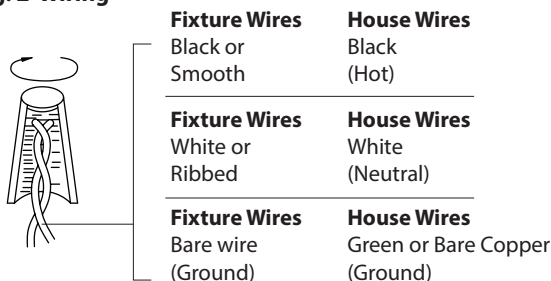 2 Wiring
Fixture Wires House Wires
Black or Black
Smooth (Hot)
Fixture Wires House Wires
White or White
Ribbed (Neutral)
Fixture Wires House Wires
Bare wire Green or Bare Copper
(Ground) (Ground)